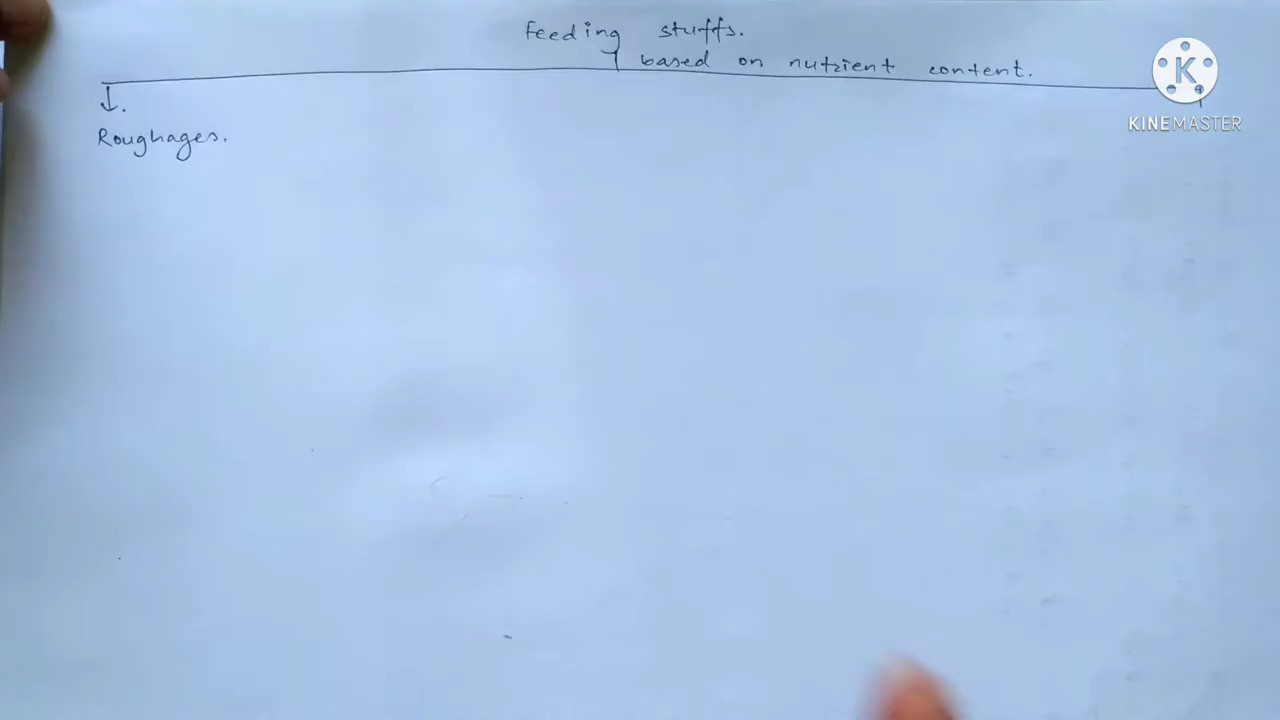 Feeding stuffs.
based on nutrient content.
Roughages.
KINEMASTER